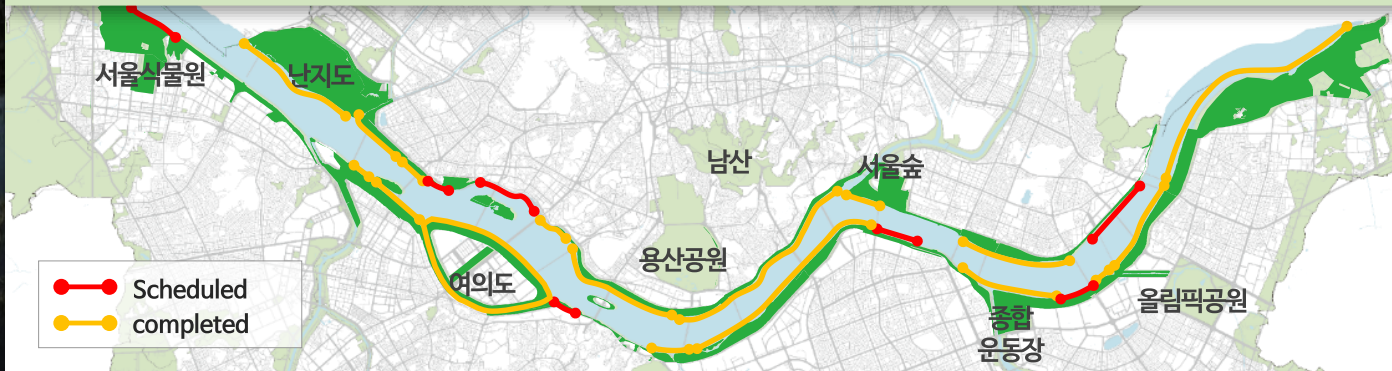 서울식물원
난지도
남산
서울숲
용산공원
여의도
올림픽공원
종합
운동장
Scheduled
completed